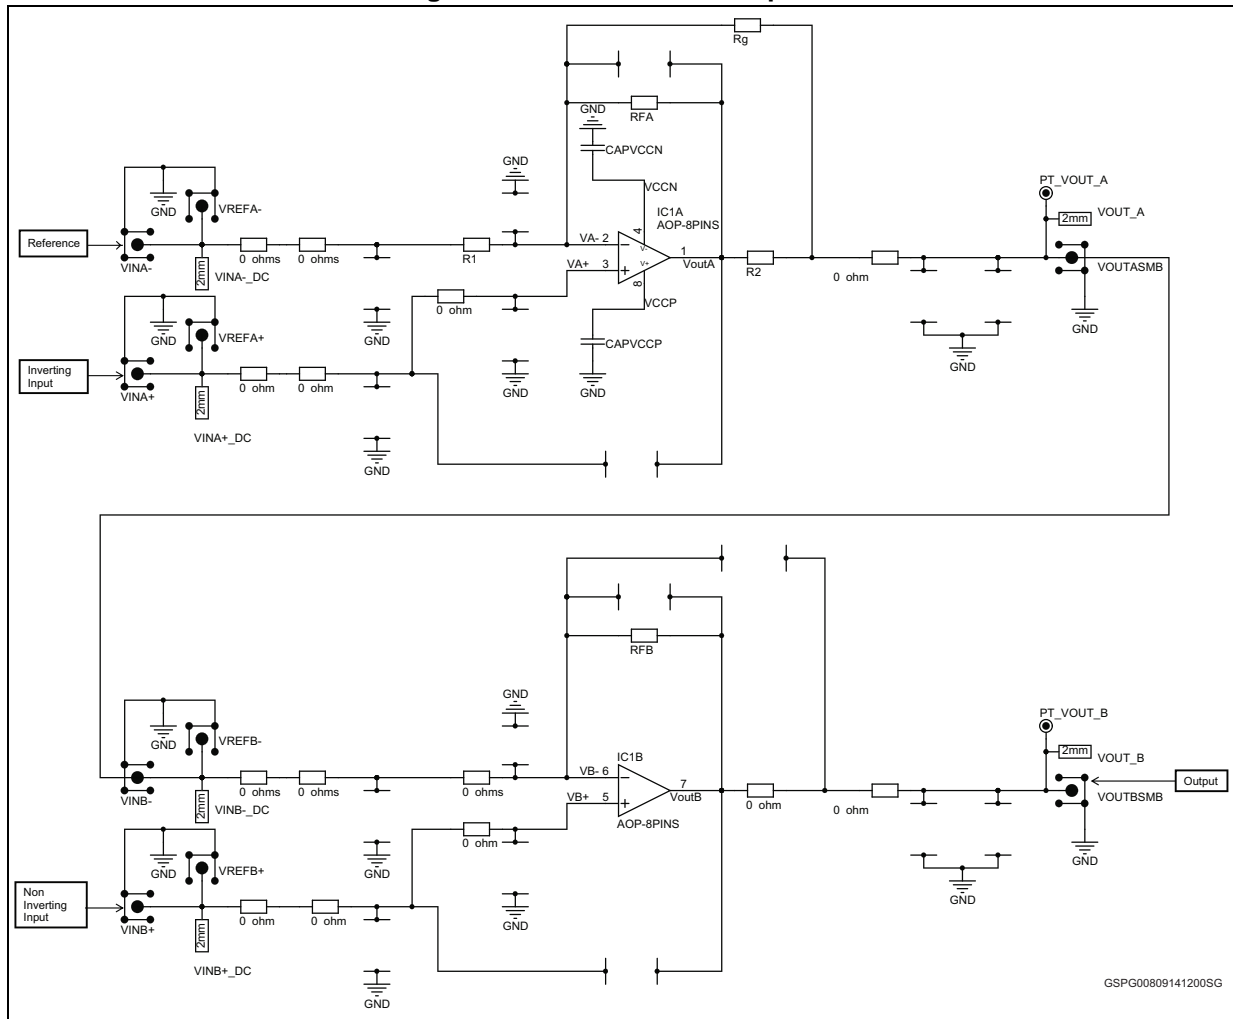 Rg
RFA
GND
CAPVCCN
GND
VCCN
PT_VOUT_A
IC1A
AOP-8PINS
2mm
VOUT_A
GND
VREFA-
Reference
VINA-
2mm
0 ohms
0 ohms
R1
VA- 2
4
V-
1
VoutA
R2
0 ohm
VOUTASMB
VINA-_DC
VA+ 3
V+
8
VCCP
0 ohm
GND
VREFA+
GND
CAPVCCP
GND
GND
Inverting
Input
VINA+
2mm
0 ohm
0 ohm
GND
GND
VINA+_DC
GND
RFB
GND
PT_VOUT_B
GND
VREFB-
IC1B
2mm
VOUT_B
VINB-
2mm
0 ohms
0 ohms
0 ohms
VB- 6
7
VoutB
0 ohm
0 ohm
VOUTBSMB
Output
VINB-_DC
VB+ 5
AOP-8PINS
0 ohm
GND
VREFB+
GND
GND
GND
Non
Inverting
Input
VINB+
2mm
0 ohm
0 ohm
GND
VINB+_DC
GND
GSPG00809141200SG